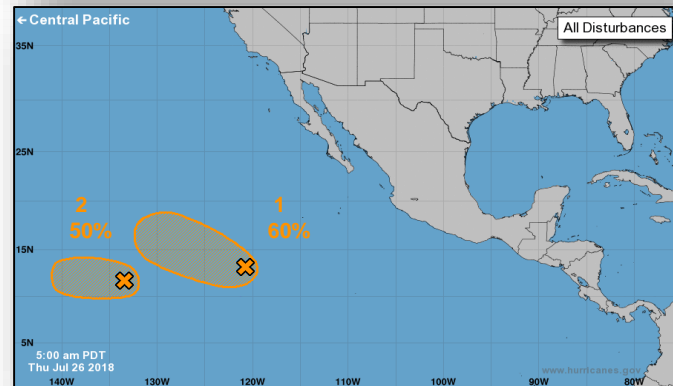 ← Central Pacific
All Disturbances
35N
25N
2
50%
1
60%
15N
5N
5:00 am PDT
Thu Jul 26 2018
www.hurricanes.gov
140W 130W 120W 110W 100W 90W 80W